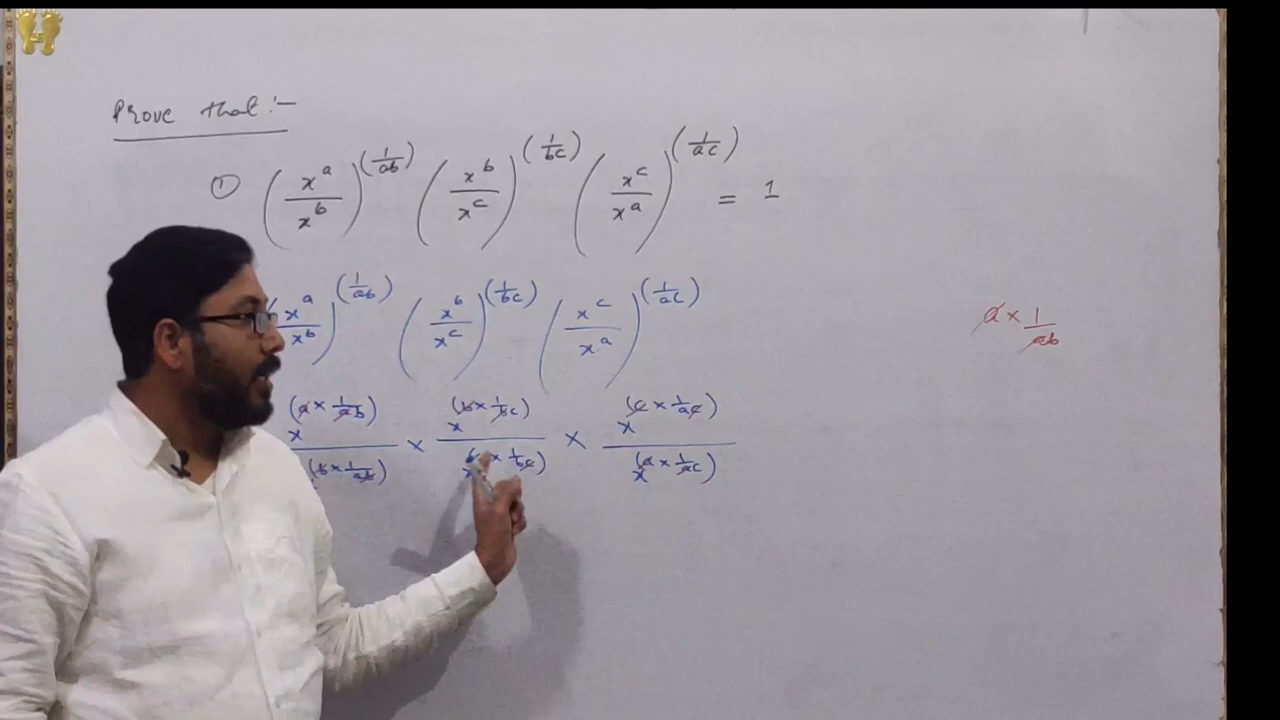 Prove that :-
① (x^a/x^b)^(1/ab) (x^b/x^c)^(1/bc) (x^c/x^a)^(1/ac) = 1
(x^a/x^b)^(1/ab) (x^b/x^c)^(1/bc) (x^c/x^a)^(1/ac)
x^(a × 1/ab)/x^(b × 1/ab) × x^(b × 1/bc)/x^(c × 1/bc) × x^(c × 1/ac)/x^(a × 1/ac)
a × 1/ab